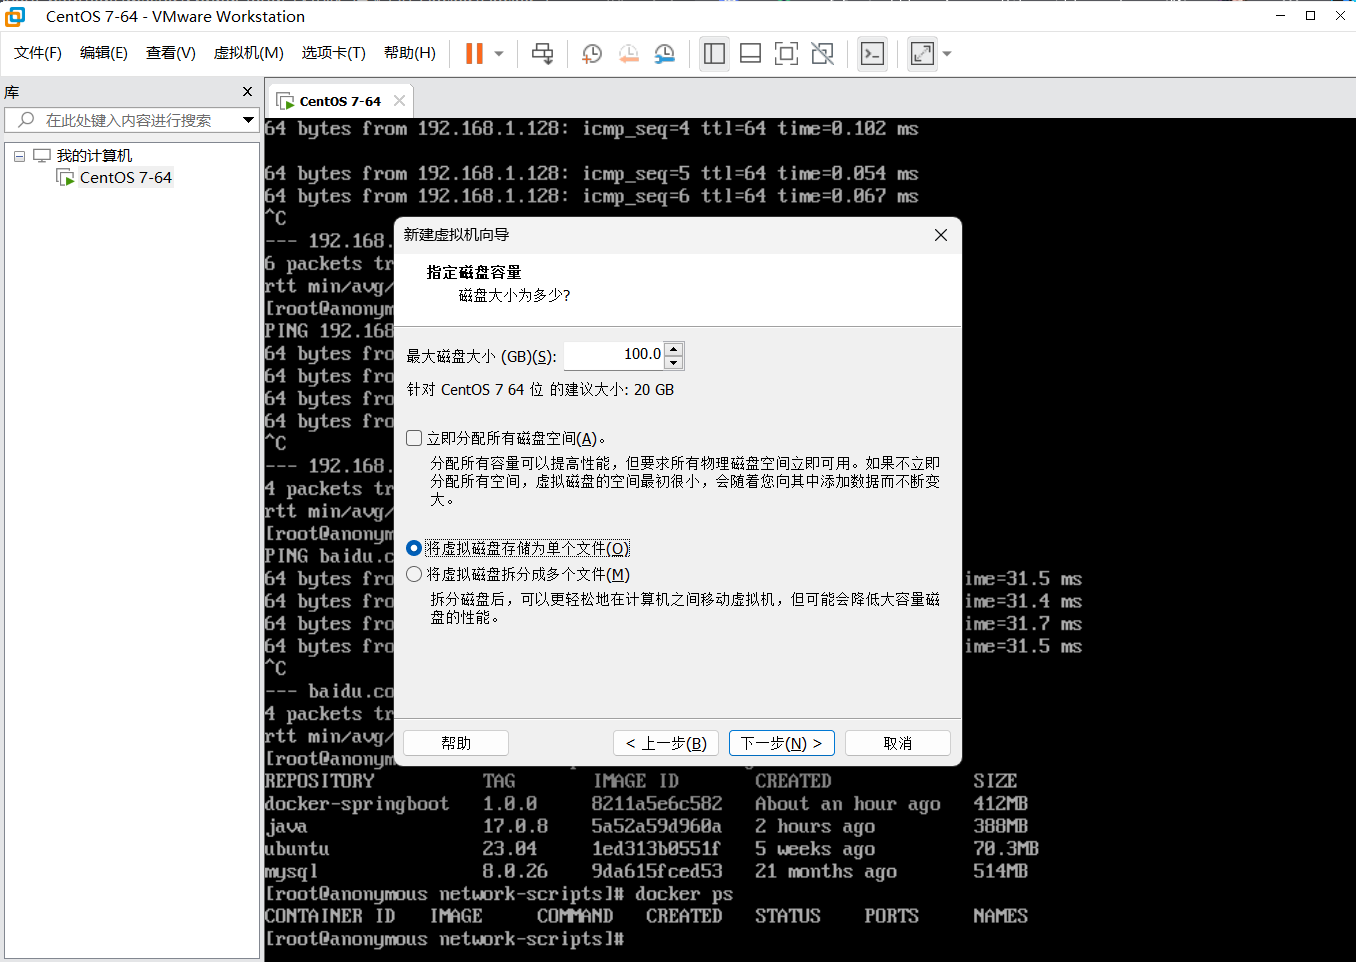 CentOS 7-64 - VMware Workstation
文件(F) 编辑(E) 查看(V) 虚拟机(M) 选项卡(T) 帮助(H)
库
在此处键入内容进行搜索
我的计算机
CentOS 7-64
CentOS 7-64
64 bytes from 192.168.1.128: icmp_seq=4 ttl=64 time=0.102 ms
64 bytes from 192.168.1.128: icmp_seq=5 ttl=64 time=0.054 ms
64 bytes from 192.168.1.128: icmp_seq=6 ttl=64 time=0.067 ms
^C
--- 192.168.
6 packets tr
rtt min/avg/
[root@anonym
PING 192.168
64 bytes fro
64 bytes fro
64 bytes fro
64 bytes fro
^C
--- 192.168.
4 packets tr
rtt min/avg/
[root@anonym
PING baidu.c
64 bytes fro ime=31.5 ms
64 bytes fro ime=31.4 ms
64 bytes fro ime=31.7 ms
64 bytes fro ime=31.5 ms
^C
--- baidu.co
4 packets tr
rtt min/avg/
[root@anonym
新建虚拟机向导
指定磁盘容量
磁盘大小为多少?
最大磁盘大小 (GB)(S): 100.0
针对 CentOS 7 64 位 的建议大小: 20 GB
立即分配所有磁盘空间(A)。
分配所有容量可以提高性能，但要求所有物理磁盘空间立即可用。如果不立即
分配所有空间，虚拟磁盘的空间最初很小，会随着您向其中添加数据而不断变
大。
将虚拟磁盘存储为单个文件(O)
将虚拟磁盘拆分成多个文件(M)
拆分磁盘后，可以更轻松地在计算机之间移动虚拟机，但可能会降低大容量磁
盘的性能。
帮助 < 上一步(B) 下一步(N) > 取消
REPOSITORY TAG IMAGE ID CREATED SIZE
docker-springboot 1.0.0 8211a5e6c582 About an hour ago 412MB
java 17.0.8 5a52a59d960a 2 hours ago 388MB
ubuntu 23.04 1ed313b0551f 5 weeks ago 70.3MB
mysql 8.0.26 9da615fced53 21 months ago 514MB
[root@anonymous network-scripts]# docker ps
CONTAINER ID IMAGE COMMAND CREATED STATUS PORTS NAMES
[root@anonymous network-scripts]#